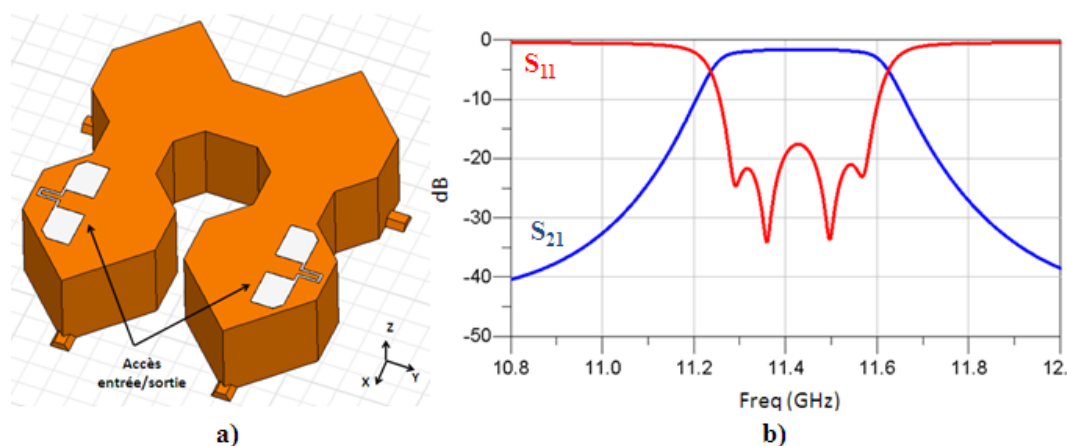 Accès
entrée/sortie
Z
Y
X
a)
S11
S21
dB
0
-10
-20
-30
-40
-50
10.8
11.0
11.2
11.4
11.6
11.8
12.
Freq (GHz)
b)